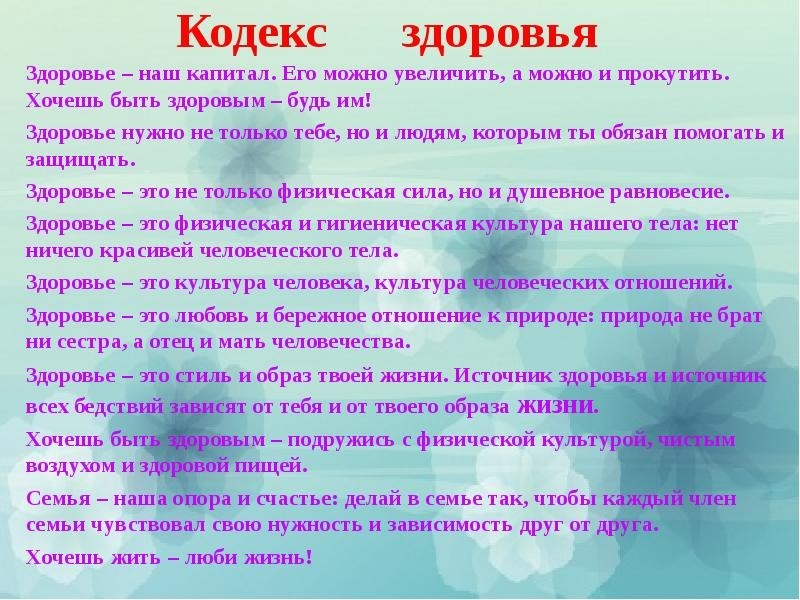 Кодекс здоровья
Здоровье – наш капитал. Его можно увеличить, а можно и прокутить.
Хочешь быть здоровым – будь им!
Здоровье нужно не только тебе, но и людям, которым ты обязан помогать и
защищать.
Здоровье – это не только физическая сила, но и душевное равновесие.
Здоровье – это физическая и гигиеническая культура нашего тела: нет
ничего красивей человеческого тела.
Здоровье – это культура человека, культура человеческих отношений.
Здоровье – это любовь и бережное отношение к природе: природа не брат
ни сестра, а отец и мать человечества.
Здоровье – это стиль и образ твоей жизни. Источник здоровья и источник
всех бедствий зависят от тебя и от твоего образа жизни.
Хочешь быть здоровым – подружись с физической культурой, чистым
воздухом и здоровой пищей.
Семья – наша опора и счастье: делай в семье так, чтобы каждый член
семьи чувствовал свою нужность и зависимость друг от друга.
Хочешь жить – люби жизнь!